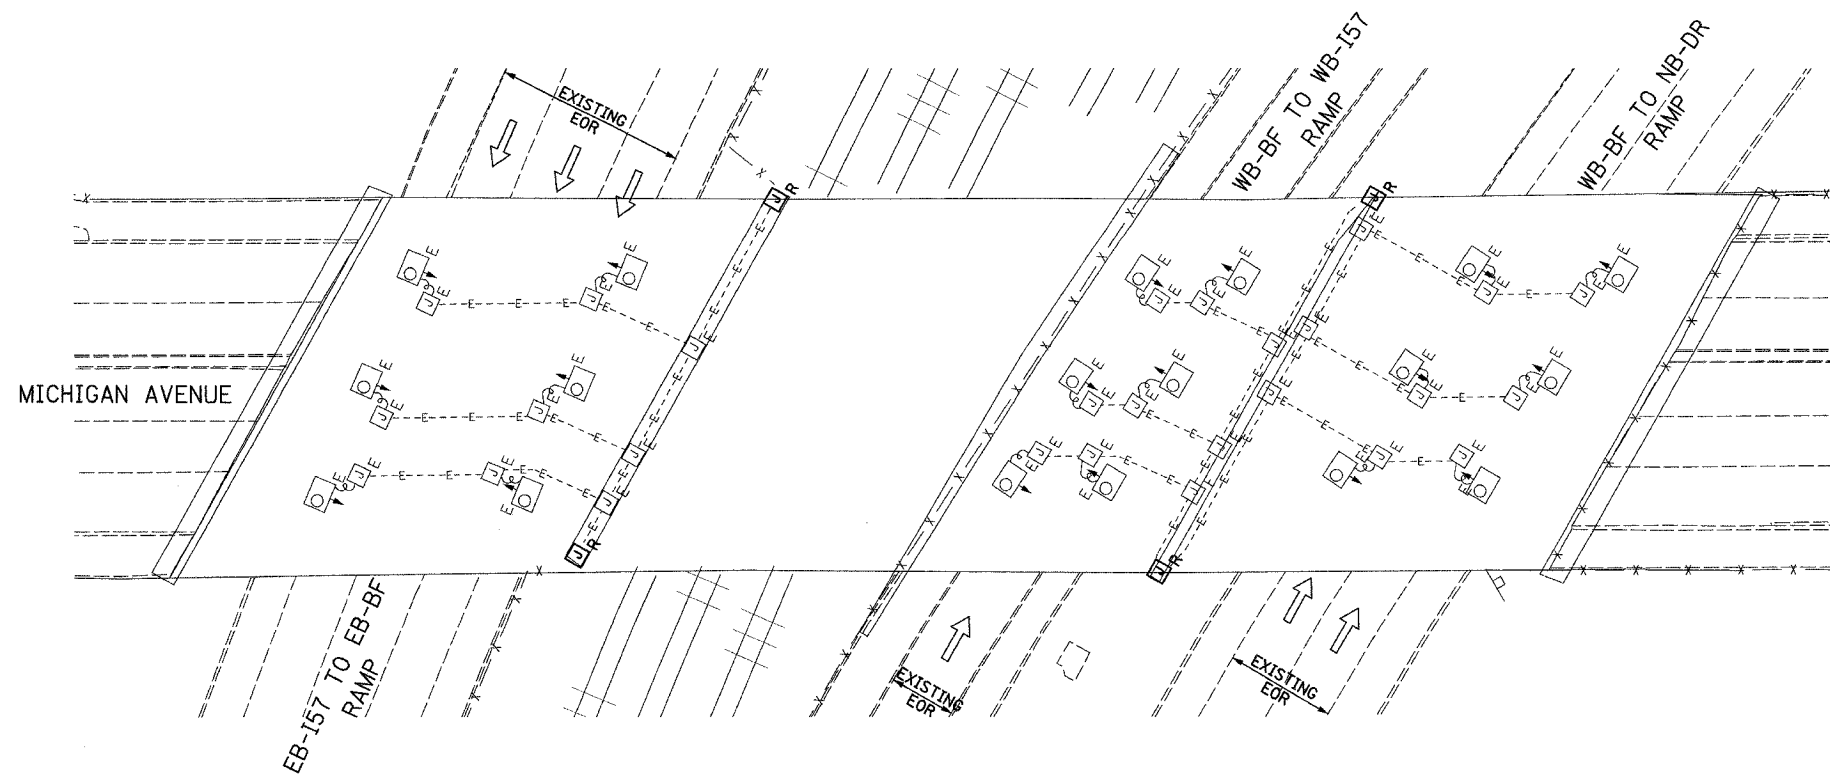 EXISTING
EOR
WB-BF TO WB-I57
RAMP
WB-BF TO NB-DR
RAMP
MICHIGAN AVENUE
EB-I57 TO EB-BF
RAMP
EXISTING
EOR
EXISTING
EOR
J R
J R
J R
J R
E E E E E E
J J J J J J
X X X X X X